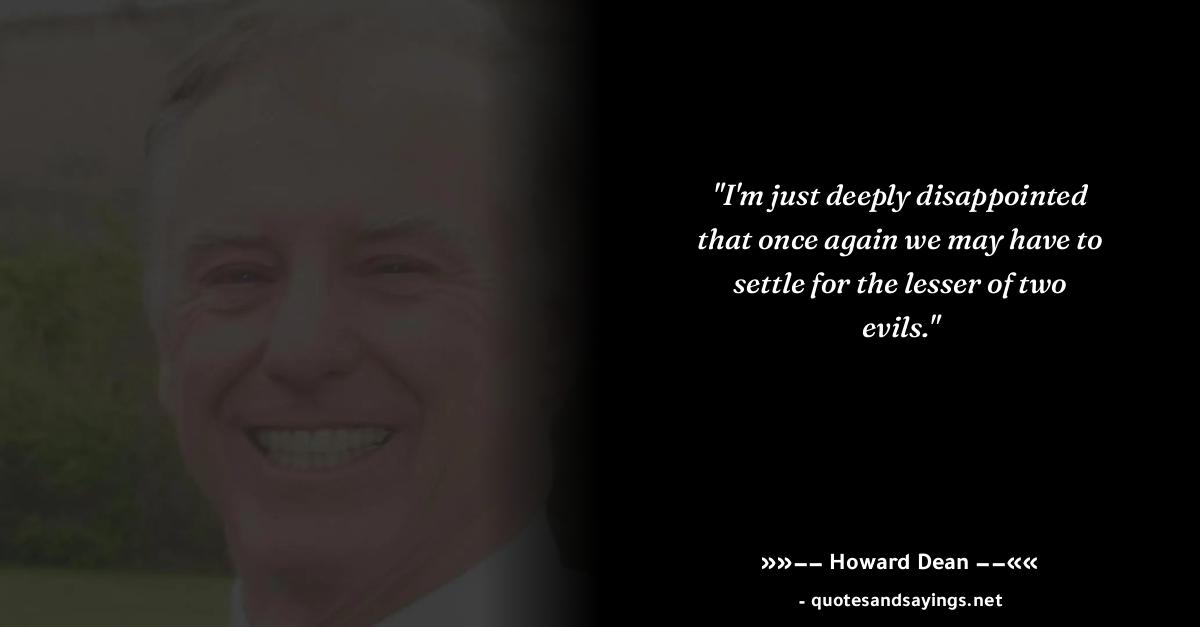 "I'm just deeply disappointed
that once again we may have to
settle for the lesser of two
evils."
»»–– Howard Dean ––««
- quotesandsayings.net